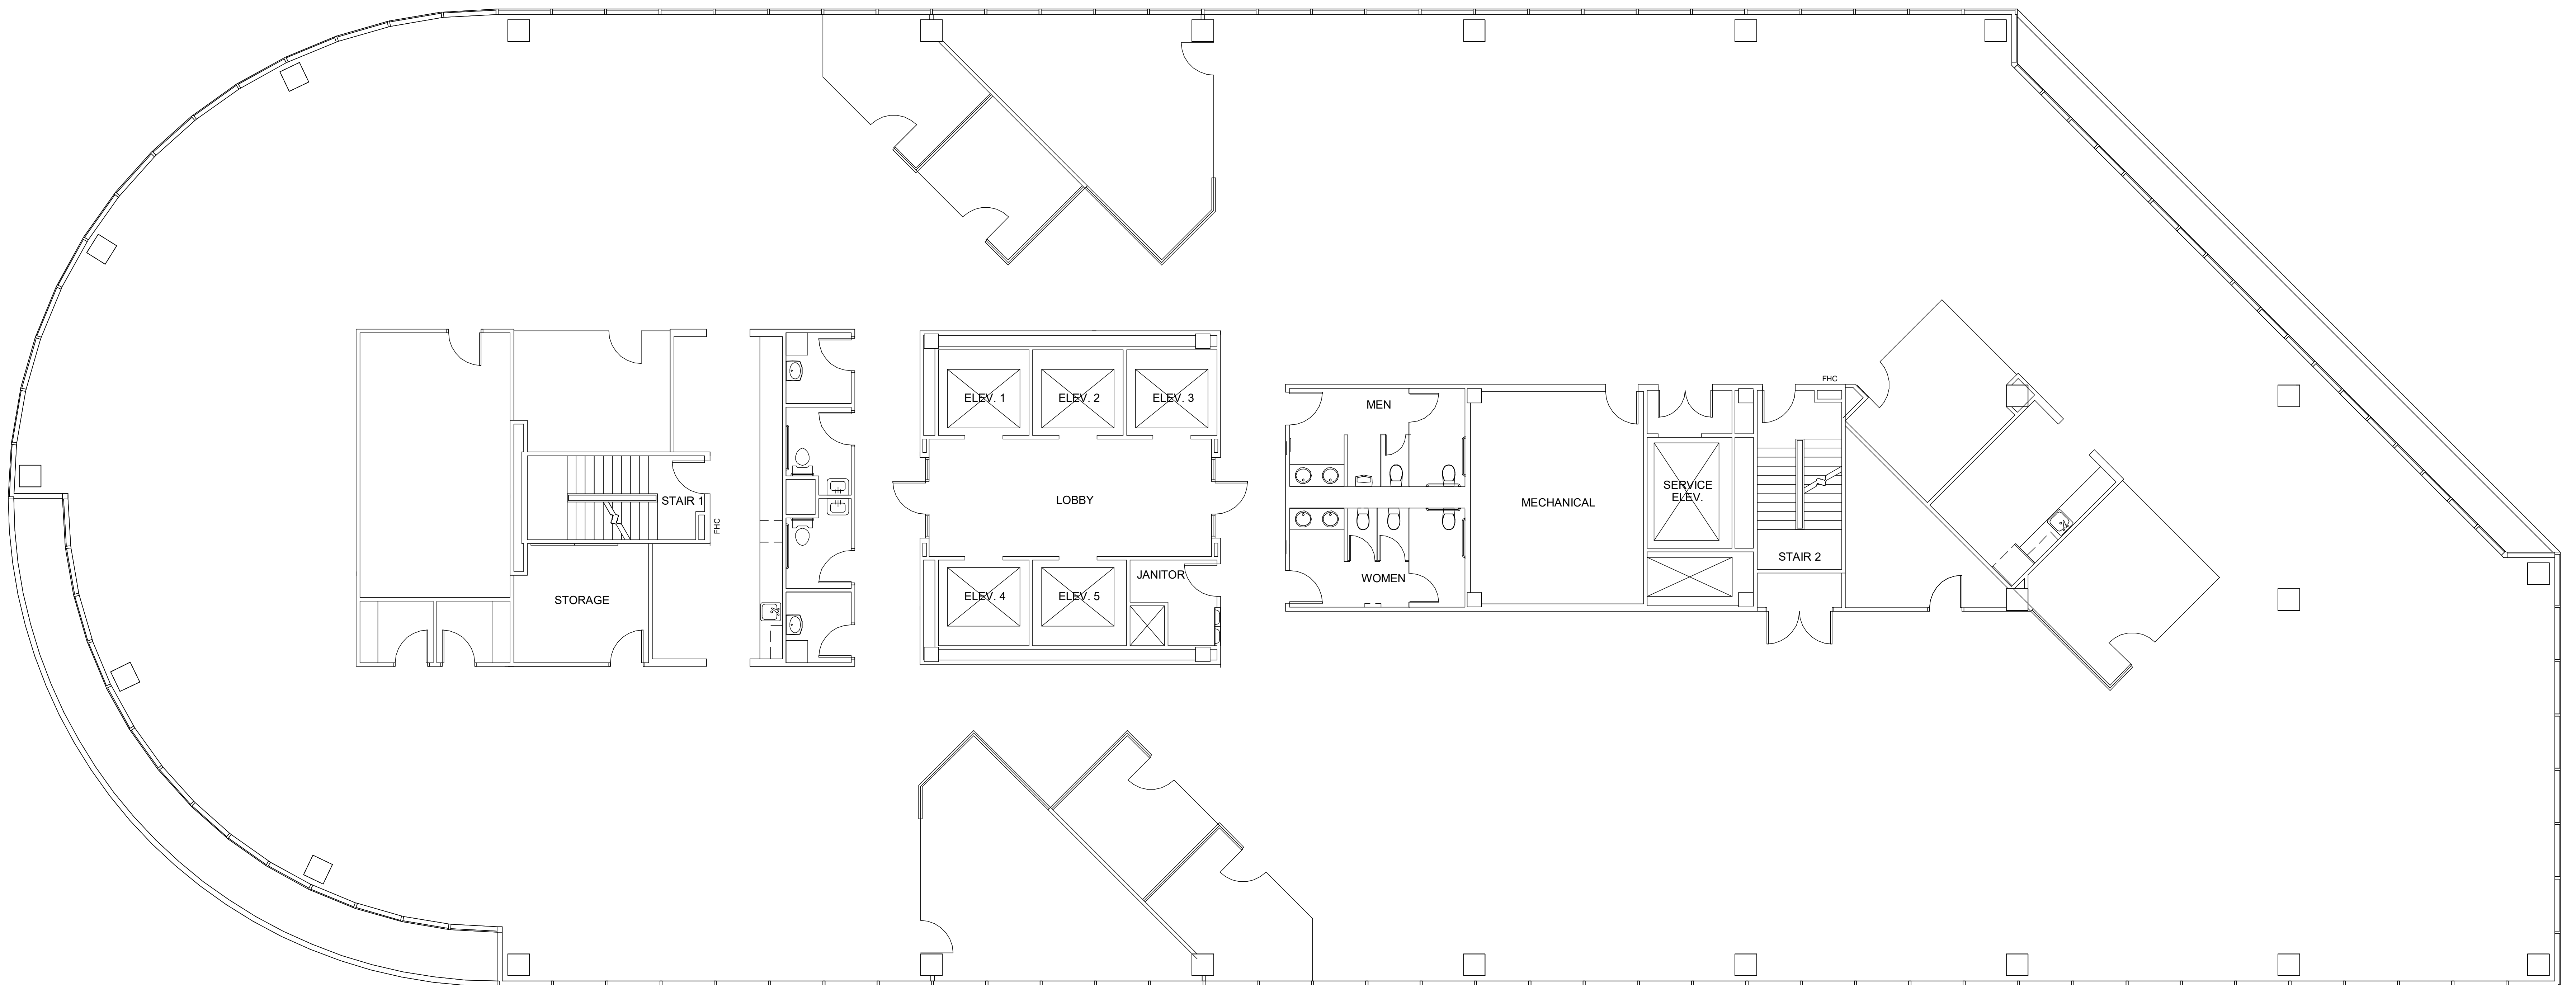 FHC
ELEV. 1
ELEV. 2
ELEV. 3
MEN
SERVICE
ELEV.
STAIR 1
LOBBY
MECHANICAL
FHC
STAIR 2
JANITOR
WOMEN
STORAGE
ELEV. 4
ELEV. 5